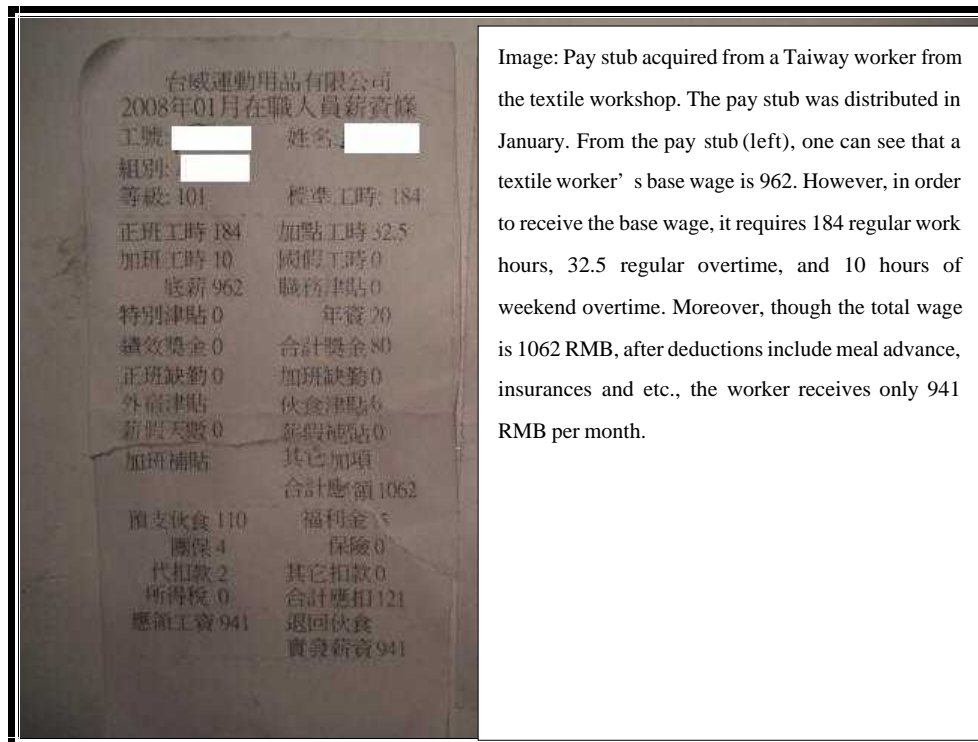 台威運動用品有限公司
2008年01月在職人員薪資條
工號: 姓名:
組別:
等級: 101 標準工時: 184
正班工時 184 加點工時 32.5
加班工時 10 國假工時 0
底薪 962 職務津貼 0
特別津貼 0 年資 20
績效獎金 0 合計獎金 80
正班缺勤 0 加班缺勤 0
外宿津貼 伙食津貼 6
薪假天數 0 薪假補貼 0
加班補貼 其它加項
合計應領 1062
預支伙食 110 福利金 5
團保 4 保險 0
代扣款 2 其它扣款 0
所得稅 0 合計應扣 121
應領工資 941 退回伙食
實發薪資 941
Image: Pay stub acquired from a Taiway worker from
the textile workshop. The pay stub was distributed in
January. From the pay stub (left), one can see that a
textile worker’ s base wage is 962. However, in order
to receive the base wage, it requires 184 regular work
hours, 32.5 regular overtime, and 10 hours of
weekend overtime. Moreover, though the total wage
is 1062 RMB, after deductions include meal advance,
insurances and etc., the worker receives only 941
RMB per month.